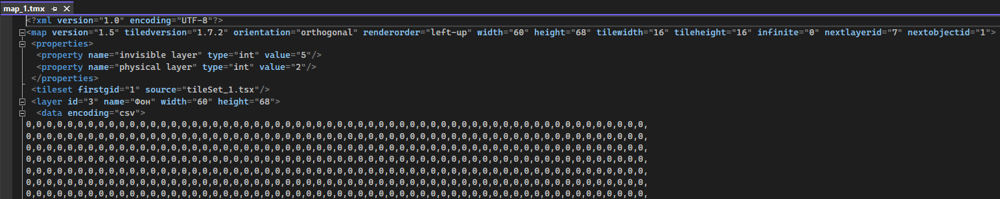 map_1.tmx
<?xml version="1.0" encoding="UTF-8"?>
<map version="1.5" tiledversion="1.7.2" orientation="orthogonal" renderorder="left-up" width="60" height="68" tilewidth="16" tileheight="16" infinite="0" nextlayerid="7" nextobjectid="1">
<properties>
<property name="invisible layer" type="int" value="5"/>
<property name="physical layer" type="int" value="2"/>
</properties>
<tileset firstgid="1" source="tileSet_1.tsx"/>
<layer id="3" name="Фон" width="60" height="68">
<data encoding="csv">
0,0,0,0,0,0,0,0,0,0,0,0,0,0,0,0,0,0,0,0,0,0,0,0,0,0,0,0,0,0,0,0,0,0,0,0,0,0,0,0,0,0,0,0,0,0,0,0,0,0,0,0,0,0,0,0,0,0,0,0,
0,0,0,0,0,0,0,0,0,0,0,0,0,0,0,0,0,0,0,0,0,0,0,0,0,0,0,0,0,0,0,0,0,0,0,0,0,0,0,0,0,0,0,0,0,0,0,0,0,0,0,0,0,0,0,0,0,0,0,0,
0,0,0,0,0,0,0,0,0,0,0,0,0,0,0,0,0,0,0,0,0,0,0,0,0,0,0,0,0,0,0,0,0,0,0,0,0,0,0,0,0,0,0,0,0,0,0,0,0,0,0,0,0,0,0,0,0,0,0,0,
0,0,0,0,0,0,0,0,0,0,0,0,0,0,0,0,0,0,0,0,0,0,0,0,0,0,0,0,0,0,0,0,0,0,0,0,0,0,0,0,0,0,0,0,0,0,0,0,0,0,0,0,0,0,0,0,0,0,0,0,
0,0,0,0,0,0,0,0,0,0,0,0,0,0,0,0,0,0,0,0,0,0,0,0,0,0,0,0,0,0,0,0,0,0,0,0,0,0,0,0,0,0,0,0,0,0,0,0,0,0,0,0,0,0,0,0,0,0,0,0,
0,0,0,0,0,0,0,0,0,0,0,0,0,0,0,0,0,0,0,0,0,0,0,0,0,0,0,0,0,0,0,0,0,0,0,0,0,0,0,0,0,0,0,0,0,0,0,0,0,0,0,0,0,0,0,0,0,0,0,0,
0,0,0,0,0,0,0,0,0,0,0,0,0,0,0,0,0,0,0,0,0,0,0,0,0,0,0,0,0,0,0,0,0,0,0,0,0,0,0,0,0,0,0,0,0,0,0,0,0,0,0,0,0,0,0,0,0,0,0,0,